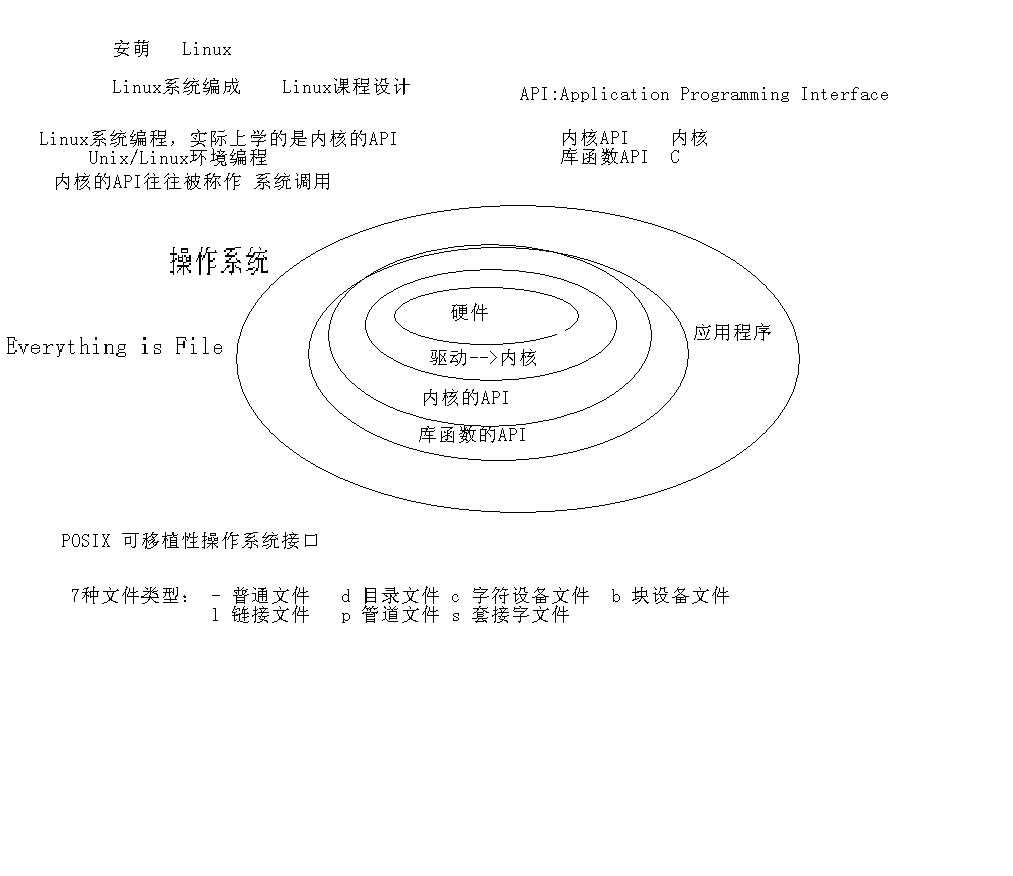 安萌 Linux
Linux系统编成 Linux课程设计
API:Application Programming Interface
Linux系统编程，实际上学的是内核的API
Unix/Linux环境编程
内核的API往往被称作 系统调用
内核API 内核
库函数API C
操作系统
Everything is File
硬件
驱动-->内核
内核的API
库函数的API
应用程序
POSIX 可移植性操作系统接口
7种文件类型： - 普通文件 d 目录文件 c 字符设备文件 b 块设备文件
l 链接文件 p 管道文件 s 套接字文件